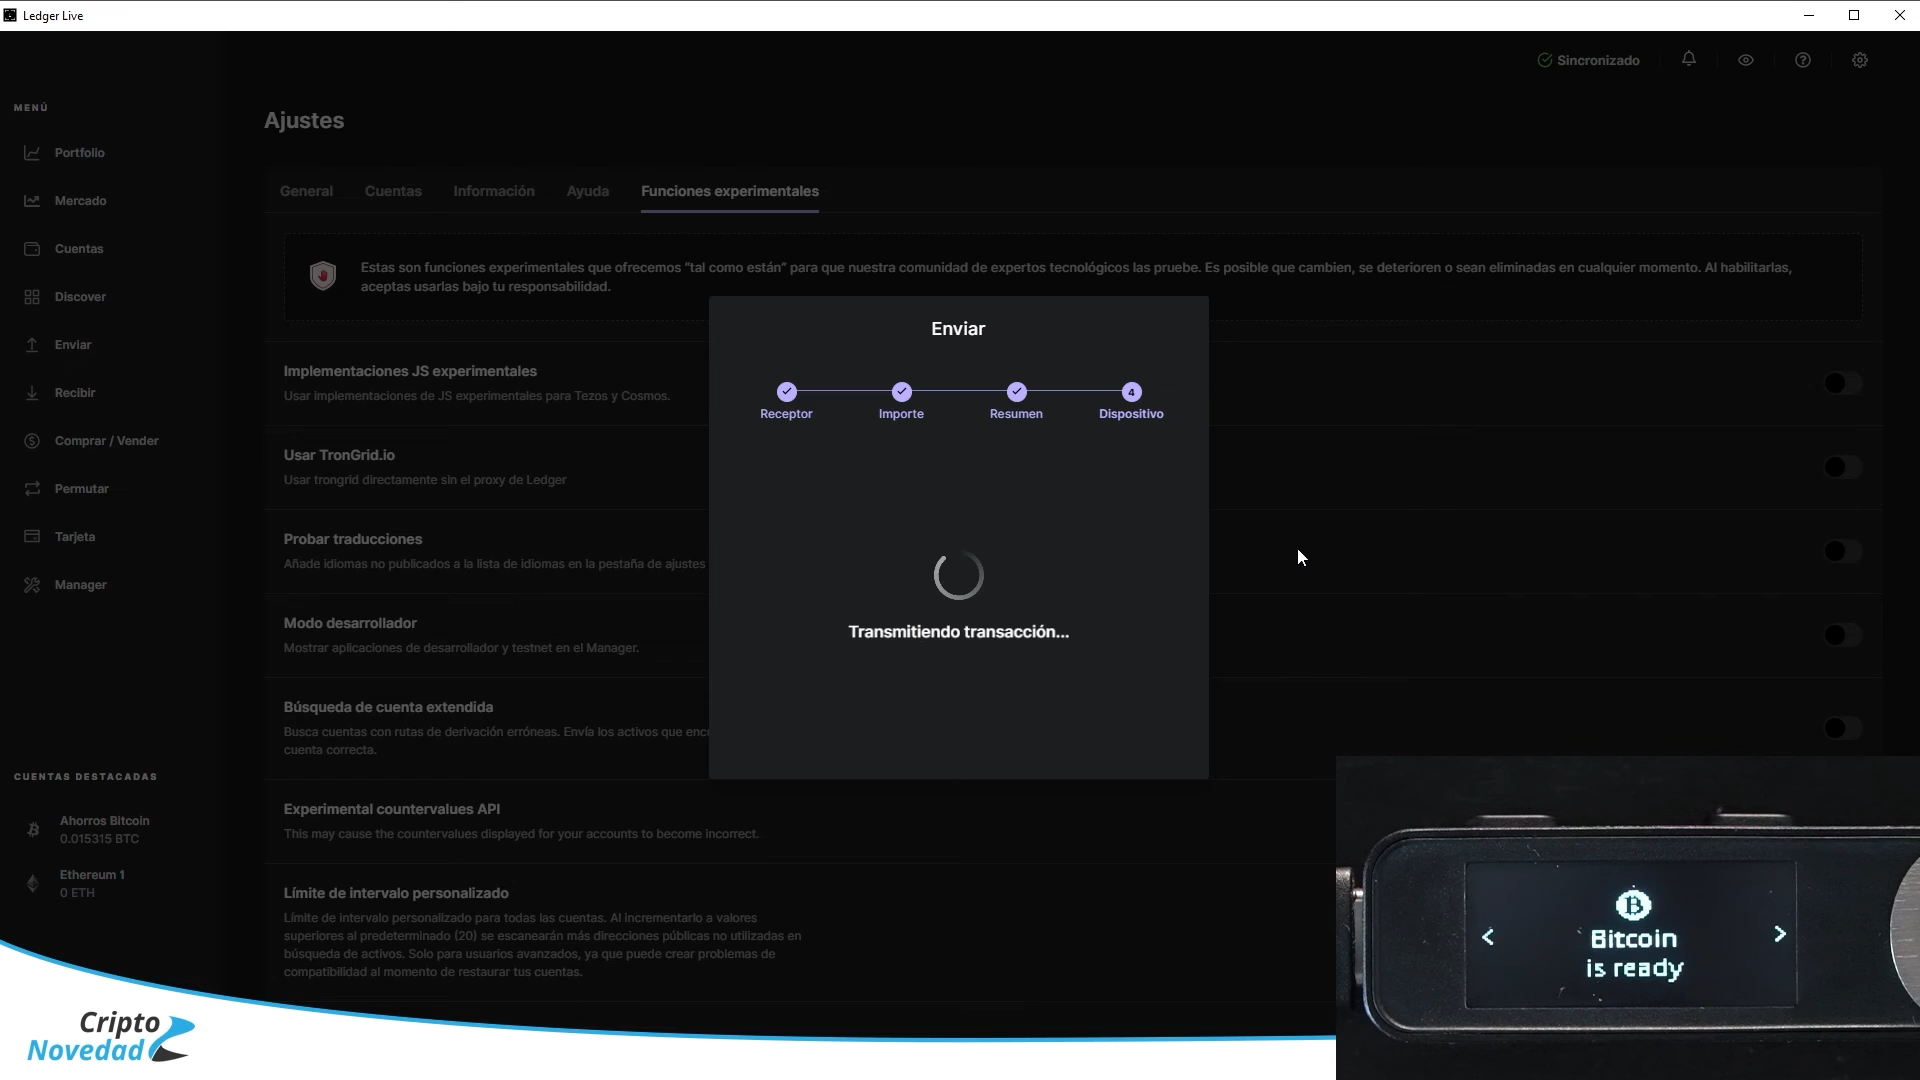 Ledger Live
Sincronizado
MENÚ
Portfolio
Mercado
Cuentas
Discover
Enviar
Recibir
Comprar / Vender
Permutar
Tarjeta
Manager
CUENTAS DESTACADAS
Ahorros Bitcoin
0.015315 BTC
Ethereum 1
0 ETH
Ajustes
General Cuentas Información Ayuda Funciones experimentales
Estas son funciones experimentales que ofrecemos "tal como están" para que nuestra comunidad de expertos tecnológicos las pruebe. Es posible que cambien, se deterioren o sean eliminadas en cualquier momento. Al habilitarlas,
aceptas usarlas bajo tu responsabilidad.
Implementaciones JS experimentales
Usar implementaciones de JS experimentales para Tezos y Cosmos.
Usar TronGrid.io
Usar trongrid directamente sin el proxy de Ledger
Probar traducciones
Añade idiomas no publicados a la lista de idiomas en la pestaña de ajustes
Modo desarrollador
Mostrar aplicaciones de desarrollador y testnet en el Manager.
Búsqueda de cuenta extendida
Busca cuentas con rutas de derivación erróneas. Envía los activos que
cuenta correcta.
Experimental countervalues API
This may cause the countervalues displayed for your accounts to become incorrect.
Límite de intervalo personalizado
Límite de intervalo personalizado para todas las cuentas. Al incrementarlo a valores
superiores al predeterminado (20) se escanearán más direcciones públicas no utilizadas en
búsqueda de activos. Solo para usuarios avanzados, ya que puede crear problemas de
compatibilidad al momento de restaurar tus cuentas.
Enviar
4
Receptor Importe Resumen Dispositivo
Transmitiendo transacción...
Bitcoin
is ready
Cripto
Novedad